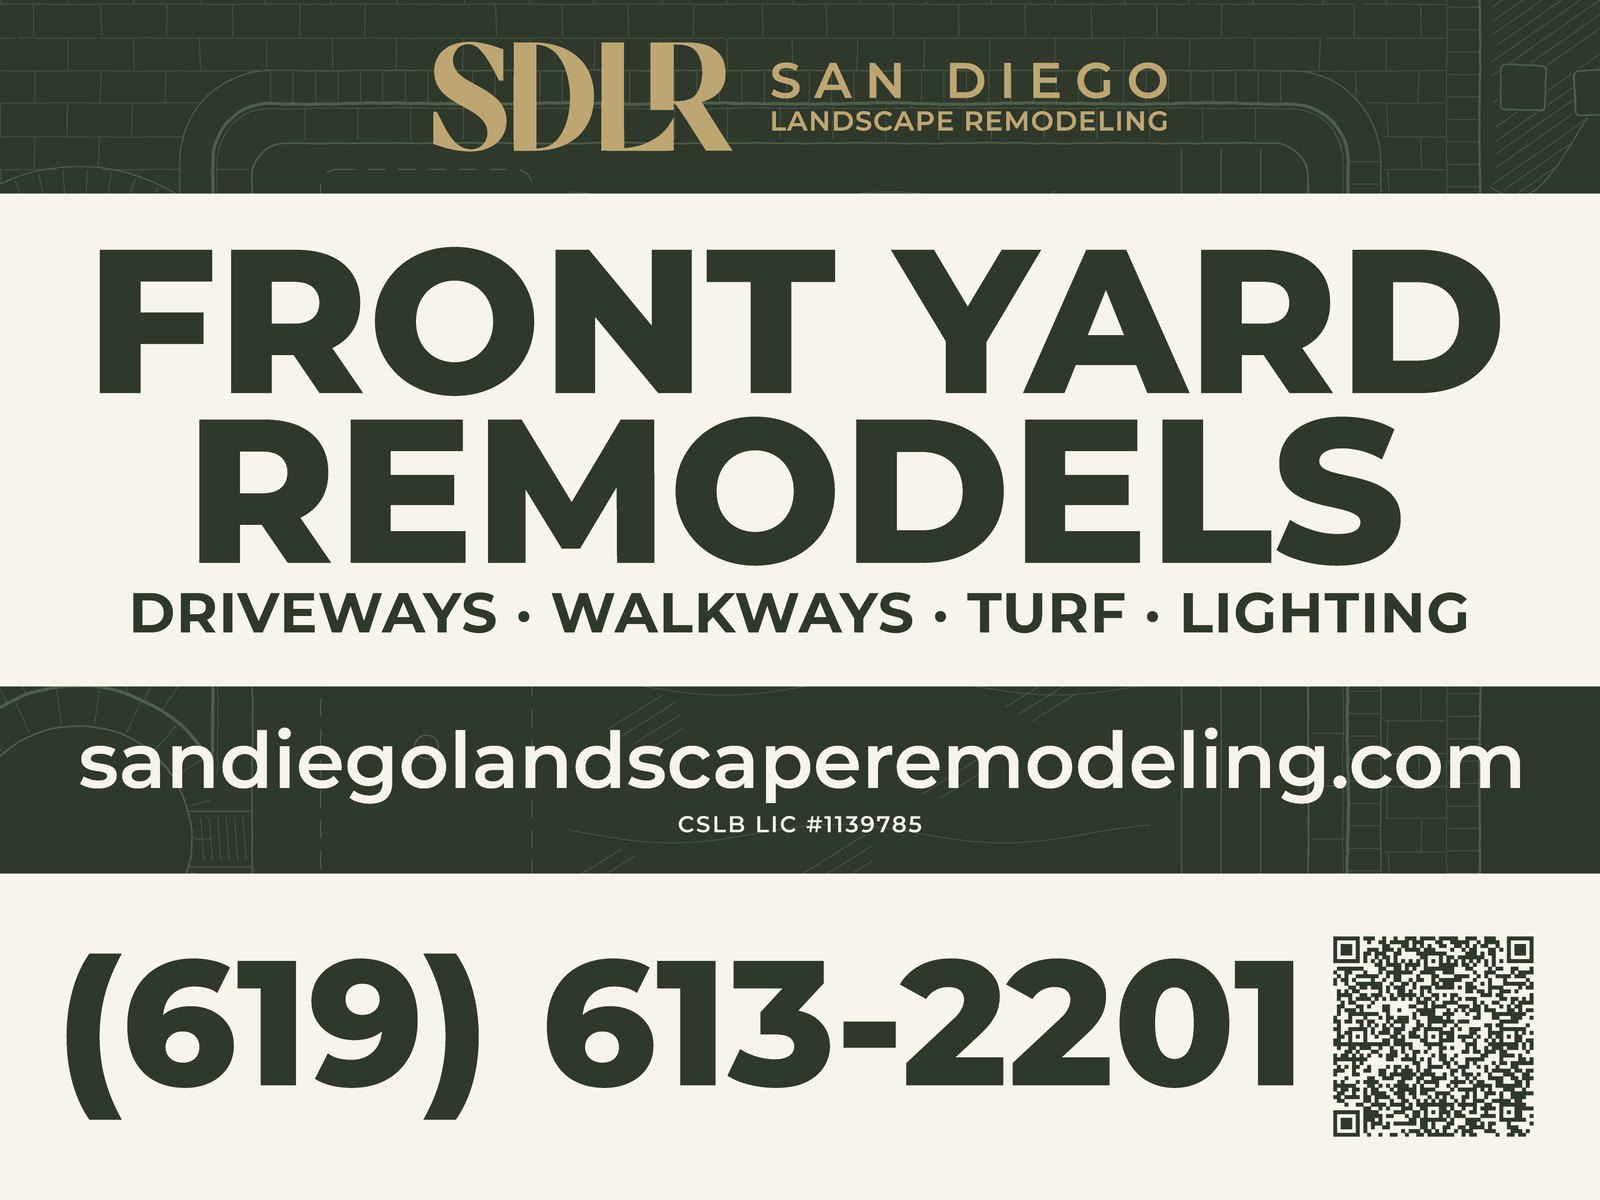 SDLR
SAN DIEGO
LANDSCAPE REMODELING
FRONT YARD
REMODELS
DRIVEWAYS · WALKWAYS · TURF · LIGHTING
sandiegolandscaperemodeling.com
CSLB LIC #1139785
(619) 613-2201